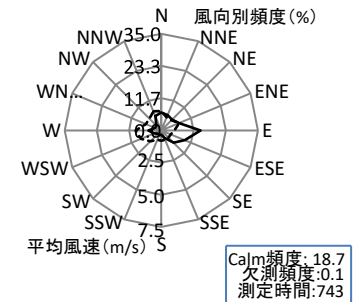 N
風向別頻度(%)
NNW
35.0
NNE
NW
23.3
NE
WN...
11.7
ENE
W
E
WSW
2.5
ESE
SW
5.0
SE
SSW
7.5
SSE
平均風速(m/s)
S
Calm頻度: 18.7
欠測頻度:0.1
測定時間:743